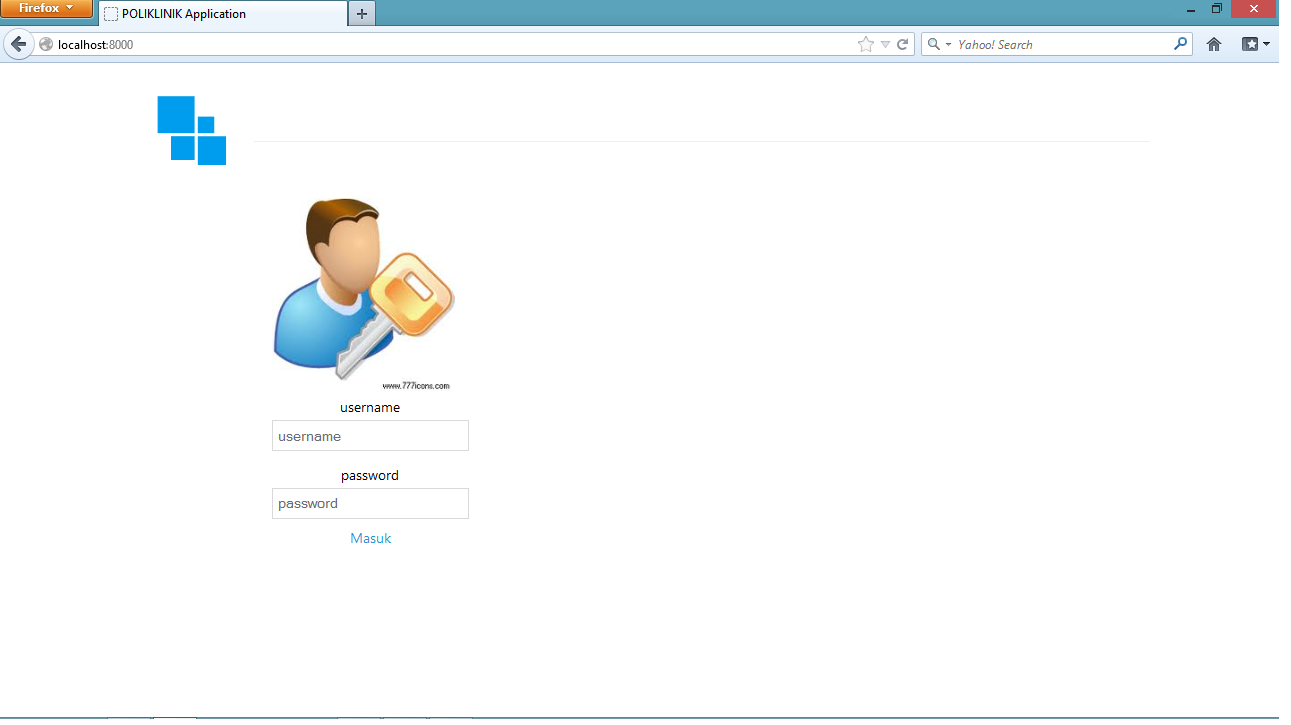 Firefox
POLIKLINIK Application
localhost:8000
Yahoo! Search
www.777icons.com
username
username
password
password
Masuk